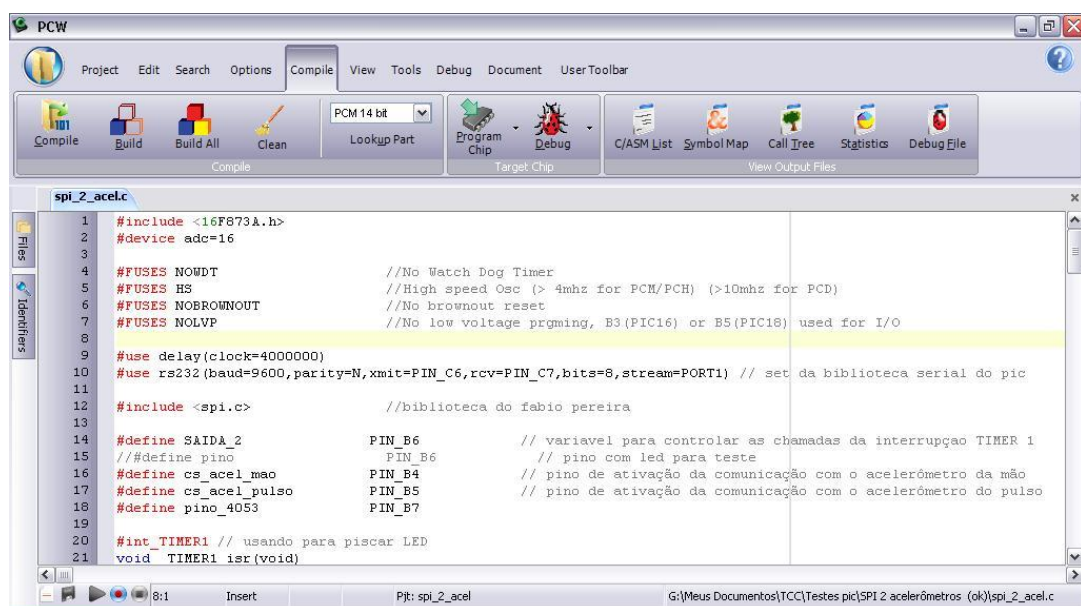 PCW
Project Edit Search Options Compile View Tools Debug Document User Toolbar
PCM 14 bit
Compile Build Build All Clean Lookup Part Program Chip Debug C/ASM List Symbol Map Call Tree Statistics Debug File
Compile Target Chip View Output Files
spi_2_acel.c
Files
Identifiers
1 #include <16F873A.h>
2 #device adc=16
3
4 #FUSES NOWDT //No Watch Dog Timer
5 #FUSES HS //High speed Osc (> 4mhz for PCM/PCH) (>10mhz for PCD)
6 #FUSES NOBROWNOUT //No brownout reset
7 #FUSES NOLVP //No low voltage prgming, B3(PIC16) or B5(PIC18) used for I/O
8
9 #use delay(clock=4000000)
10 #use rs232(baud=9600,parity=N,xmit=PIN_C6,rcv=PIN_C7,bits=8,stream=PORT1) // set da biblioteca serial do pic
11
12 #include <spi.c> //biblioteca do fabio pereira
13
14 #define SAIDA_2 PIN_B6 // variavel para controlar as chamadas da interrupçao TIMER 1
15 //#define pino PIN_B6 // pino com led para teste
16 #define cs_acel_mao PIN_B4 // pino de ativação da comunicação com o acelerômetro da mão
17 #define cs_acel_pulso PIN_B5 // pino de ativação da comunicação com o acelerômetro do pulso
18 #define pino_4053 PIN_B7
19
20 #int_TIMER1 // usando para piscar LED
21 void TIMER1_isr(void)
8:1 Insert Pjt: spi_2_acel G:\Meus Documentos\TCC\Testes pic\SPI 2 acelerômetros (ok)\spi_2_acel.c